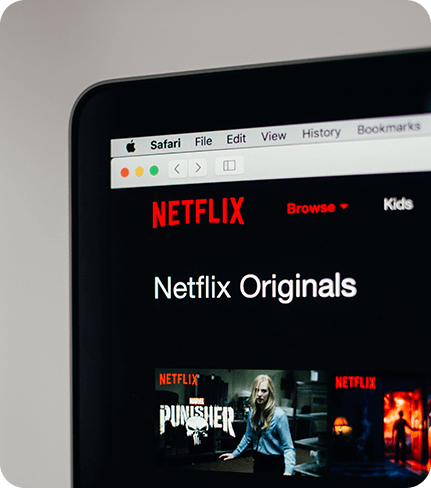 Safari File Edit View History Bookmarks
NETFLIX Browse Kids
Netflix Originals
NETFLIX NETFLIX
MARVEL
PUNISHER